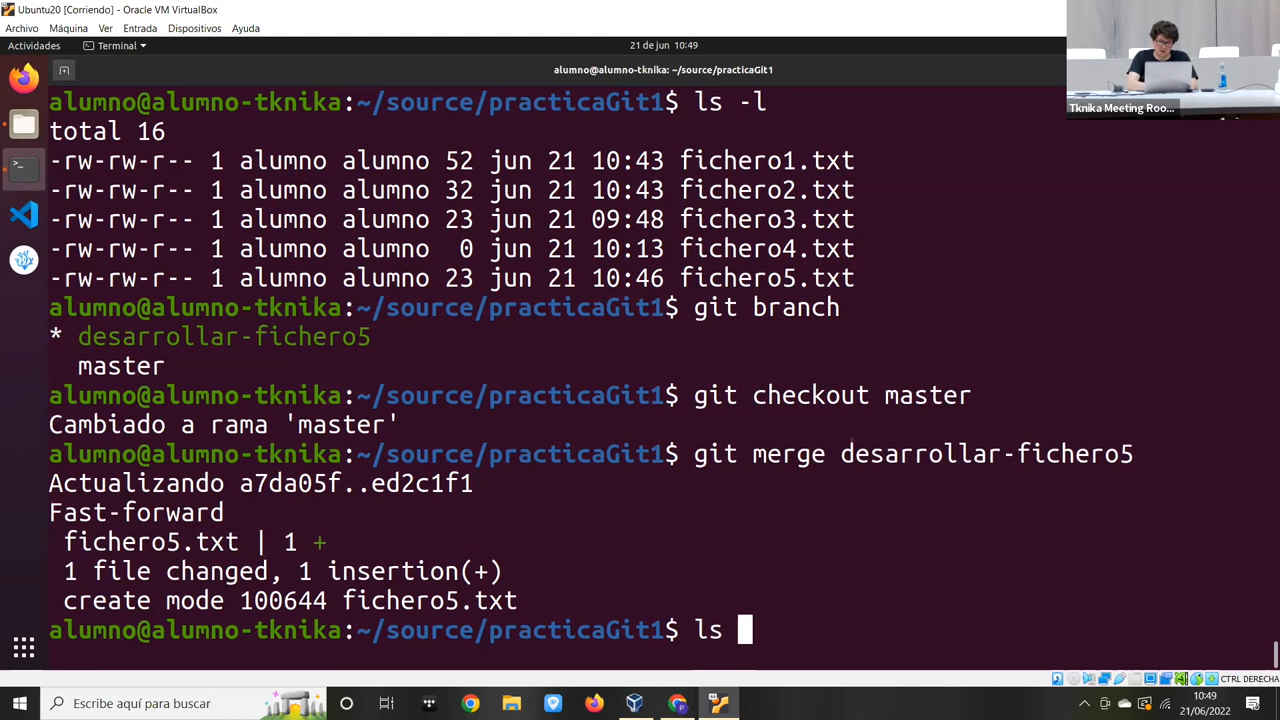 Ubuntu20 [Corriendo] - Oracle VM VirtualBox
Archivo Máquina Ver Entrada Dispositivos Ayuda
Actividades Terminal 21 de jun 10:49
alumno@alumno-tknika: ~/source/practicaGit1
Tknika Meeting Roo...
alumno@alumno-tknika:~/source/practicaGit1$ ls -l
total 16
-rw-rw-r-- 1 alumno alumno 52 jun 21 10:43 fichero1.txt
-rw-rw-r-- 1 alumno alumno 32 jun 21 10:43 fichero2.txt
-rw-rw-r-- 1 alumno alumno 23 jun 21 09:48 fichero3.txt
-rw-rw-r-- 1 alumno alumno  0 jun 21 10:13 fichero4.txt
-rw-rw-r-- 1 alumno alumno 23 jun 21 10:46 fichero5.txt
alumno@alumno-tknika:~/source/practicaGit1$ git branch
* desarrollar-fichero5
  master
alumno@alumno-tknika:~/source/practicaGit1$ git checkout master
Cambiado a rama 'master'
alumno@alumno-tknika:~/source/practicaGit1$ git merge desarrollar-fichero5
Actualizando a7da05f..ed2c1f1
Fast-forward
 fichero5.txt | 1 +
 1 file changed, 1 insertion(+)
 create mode 100644 fichero5.txt
alumno@alumno-tknika:~/source/practicaGit1$ ls
CTRL DERECHA
Escribe aquí para buscar
10:49
21/06/2022